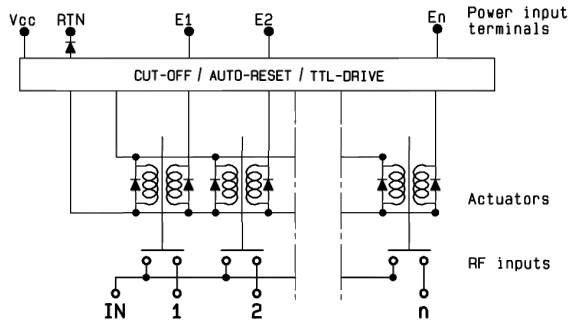 Vcc RTN E1 E2 En Power input
terminals
CUT-OFF / AUTO-RESET / TTL-DRIVE
Actuators
RF inputs
IN 1 2 n